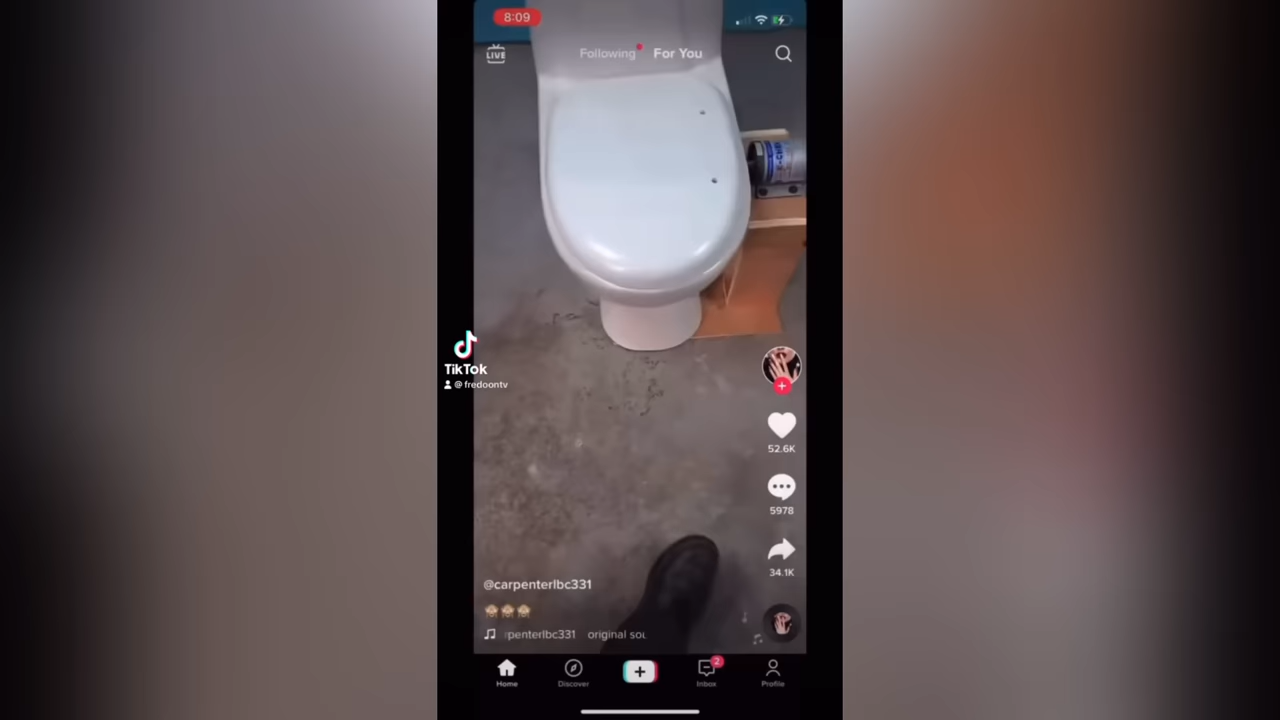 8:09
LIVE
Following
For You
TikTok
@fredoontv
52.6K
5978
34.1K
@carpenterlbc331
penterlbc331 original sou
2
Home
Discover
Inbox
Profile